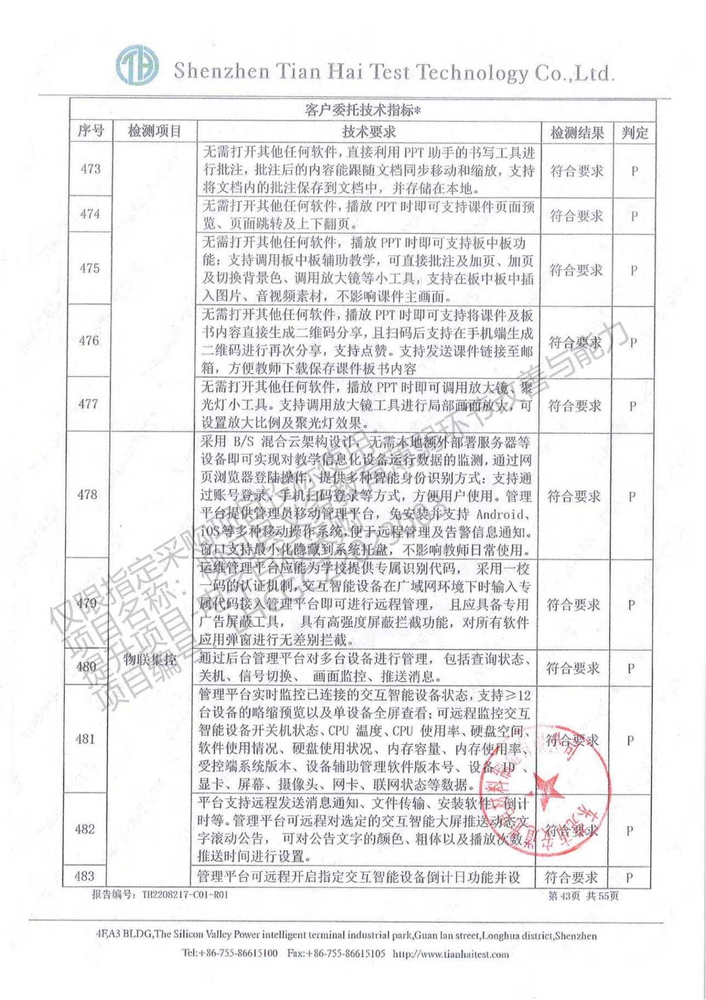 TH Shenzhen Tian Hai Test Technology Co.,Ltd.
客户委托技术指标*
序号 检测项目 技术要求 检测结果 判定
473 无需打开其他任何软件，直接利用 PPT 助手的书写工具进
行批注，批注后的内容能跟随文档同步移动和缩放，支持
将文档内的批注保存到文档中，并存储在本地。 符合要求 P
474 无需打开其他任何软件，播放 PPT 时即可支持课件页面预
览、页面跳转及上下翻页。 符合要求 P
475 无需打开其他任何软件，播放 PPT 时即可支持板中板功
能：支持调用板中板辅助教学，可直接批注及加页、加页
及切换背景色、调用放大镜等小工具，支持在板中板中插
入图片、音视频素材，不影响课件主画面。 符合要求 P
476 无需打开其他任何软件，播放 PPT 时即可支持将课件及板
书内容直接生成二维码分享，且扫码后支持在手机端生成
二维码进行再次分享，支持点赞。支持发送课件链接至邮
箱，方便教师下载保存课件板书内容 符合要求 P
477 无需打开其他任何软件，播放 PPT 时即可调用放大镜、聚
光灯小工具。支持调用放大镜工具进行局部画面放大，可
设置放大比例及聚光灯效果。 符合要求 P
物联集控
478 采用 B/S 混合云架构设计，无需本地额外部署服务器等
设备即可实现对教学信息化设备运行数据的监测，通过网
页浏览器登陆操作，提供多种智能身份识别方式：支持通
过账号登录、手机扫码登录等方式，方便用户使用。管理
平台提供管理员移动管理平台，免安装并支持 Android、
iOS等多种移动操作系统，便于远程管理及告警信息通知。
窗口支持最小化隐藏到系统托盘，不影响教师日常使用。 符合要求 P
479 运维管理平台应能为学校提供专属识别代码，采用一校
一码的认证机制，交互智能设备在广域网环境下时输入专
属代码接入管理平台即可进行远程管理，且应具备专用
广告屏蔽工具，具有高强度屏蔽拦截功能，对所有软件
应用弹窗进行无差别拦截。 符合要求 P
480 通过后台管理平台对多台设备进行管理，包括查询状态、
关机、信号切换、画面监控、推送消息。 符合要求 P
481 管理平台实时监控已连接的交互智能设备状态，支持≥12
台设备的略缩预览以及单设备全屏查看；可远程监控交互
智能设备开关机状态、CPU 温度、CPU 使用率、硬盘空间、
软件使用情况、硬盘使用状况、内存容量、内存使用率、
受控端系统版本、设备辅助管理软件版本号、设备 ID 、
显卡、屏幕、摄像头、网卡、联网状态等数据。 符合要求 P
482 平台支持远程发送消息通知、文件传输、安装软件、倒计
时等。管理平台可远程对选定的交互智能大屏推送动态文
字滚动公告，可对公告文字的颜色、粗体以及播放次数，
推送时间进行设置。 符合要求 P
483 管理平台可远程开启指定交互智能设备倒计日功能并设 符合要求 P
仅限指定采购项目投标使用：
提升项目-电子白板采购
项目编号：LHGGZ2023003
报告编号：TH2208217-C01-R01 第 43页 共 55页
4F,A3 BLDG,The Silicon Valley Power intelligent terminal industrial park,Guan lan street,Longhua district,Shenzhen
Tel:+86-755-86615100 Fax:+86-755-86615105 http://www.tianhaitest.com